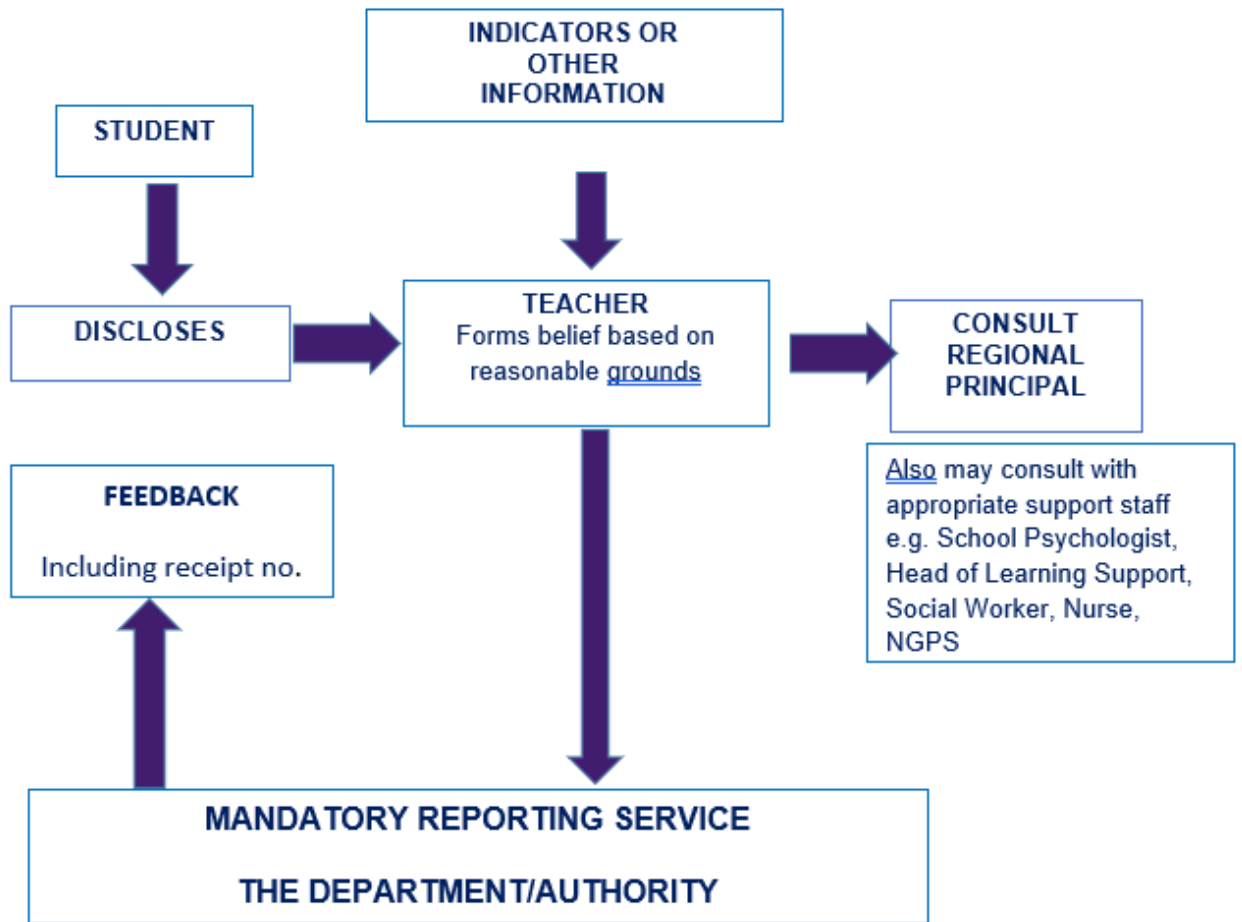 INDICATORS OR
OTHER
INFORMATION
STUDENT
DISCLOSES
TEACHER
Forms belief based on
reasonable grounds
CONSULT
REGIONAL
PRINCIPAL
Also may consult with
appropriate support staff
e.g. School Psychologist,
Head of Learning Support,
Social Worker, Nurse,
NGPS
FEEDBACK
Including receipt no.
MANDATORY REPORTING SERVICE
THE DEPARTMENT/AUTHORITY